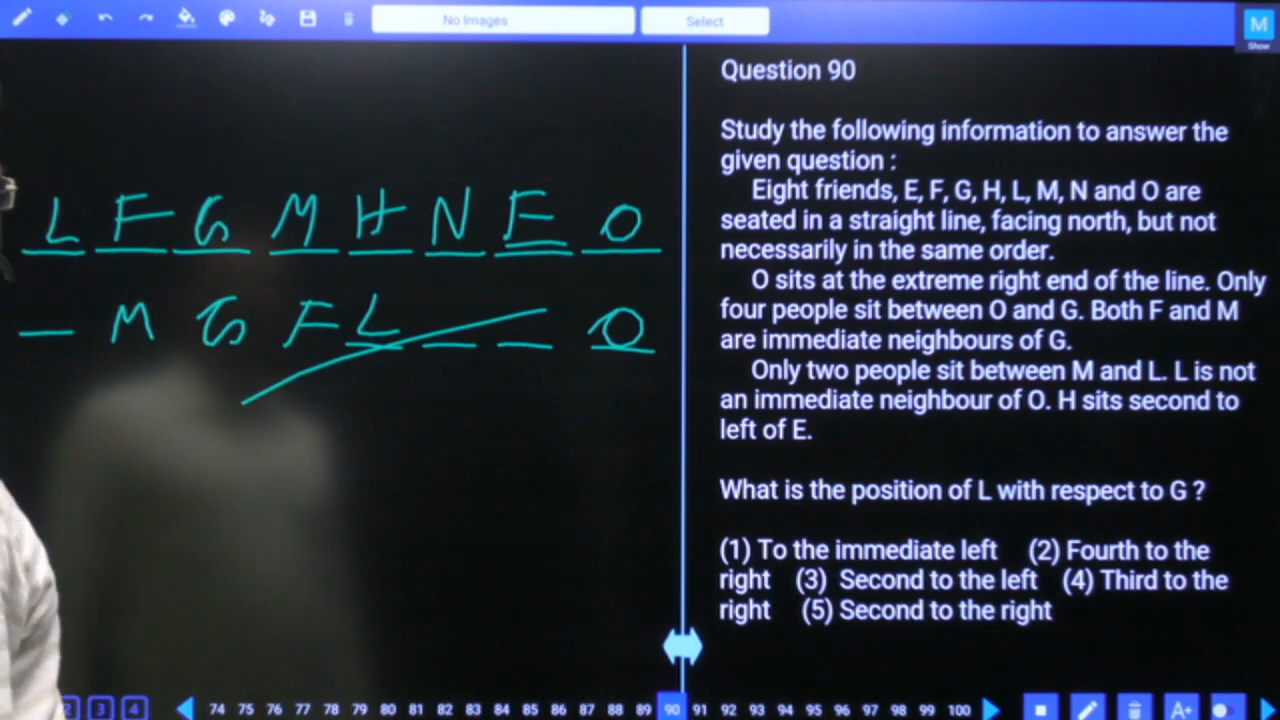 No Images
Select
M
Show
Question 90
Study the following information to answer the
given question :
Eight friends, E, F, G, H, L, M, N and O are
seated in a straight line, facing north, but not
necessarily in the same order.
O sits at the extreme right end of the line. Only
four people sit between O and G. Both F and M
are immediate neighbours of G.
Only two people sit between M and L. L is not
an immediate neighbour of O. H sits second to
left of E.
What is the position of L with respect to G ?
(1) To the immediate left (2) Fourth to the
right (3) Second to the left (4) Third to the
right (5) Second to the right
L F G M H N E O
— M G F L _ _ O
3 4
74 75 76 77 78 79 80 81 82 83 84 85 86 87 88 89 90 91 92 93 94 95 96 97 98 99 100
A+